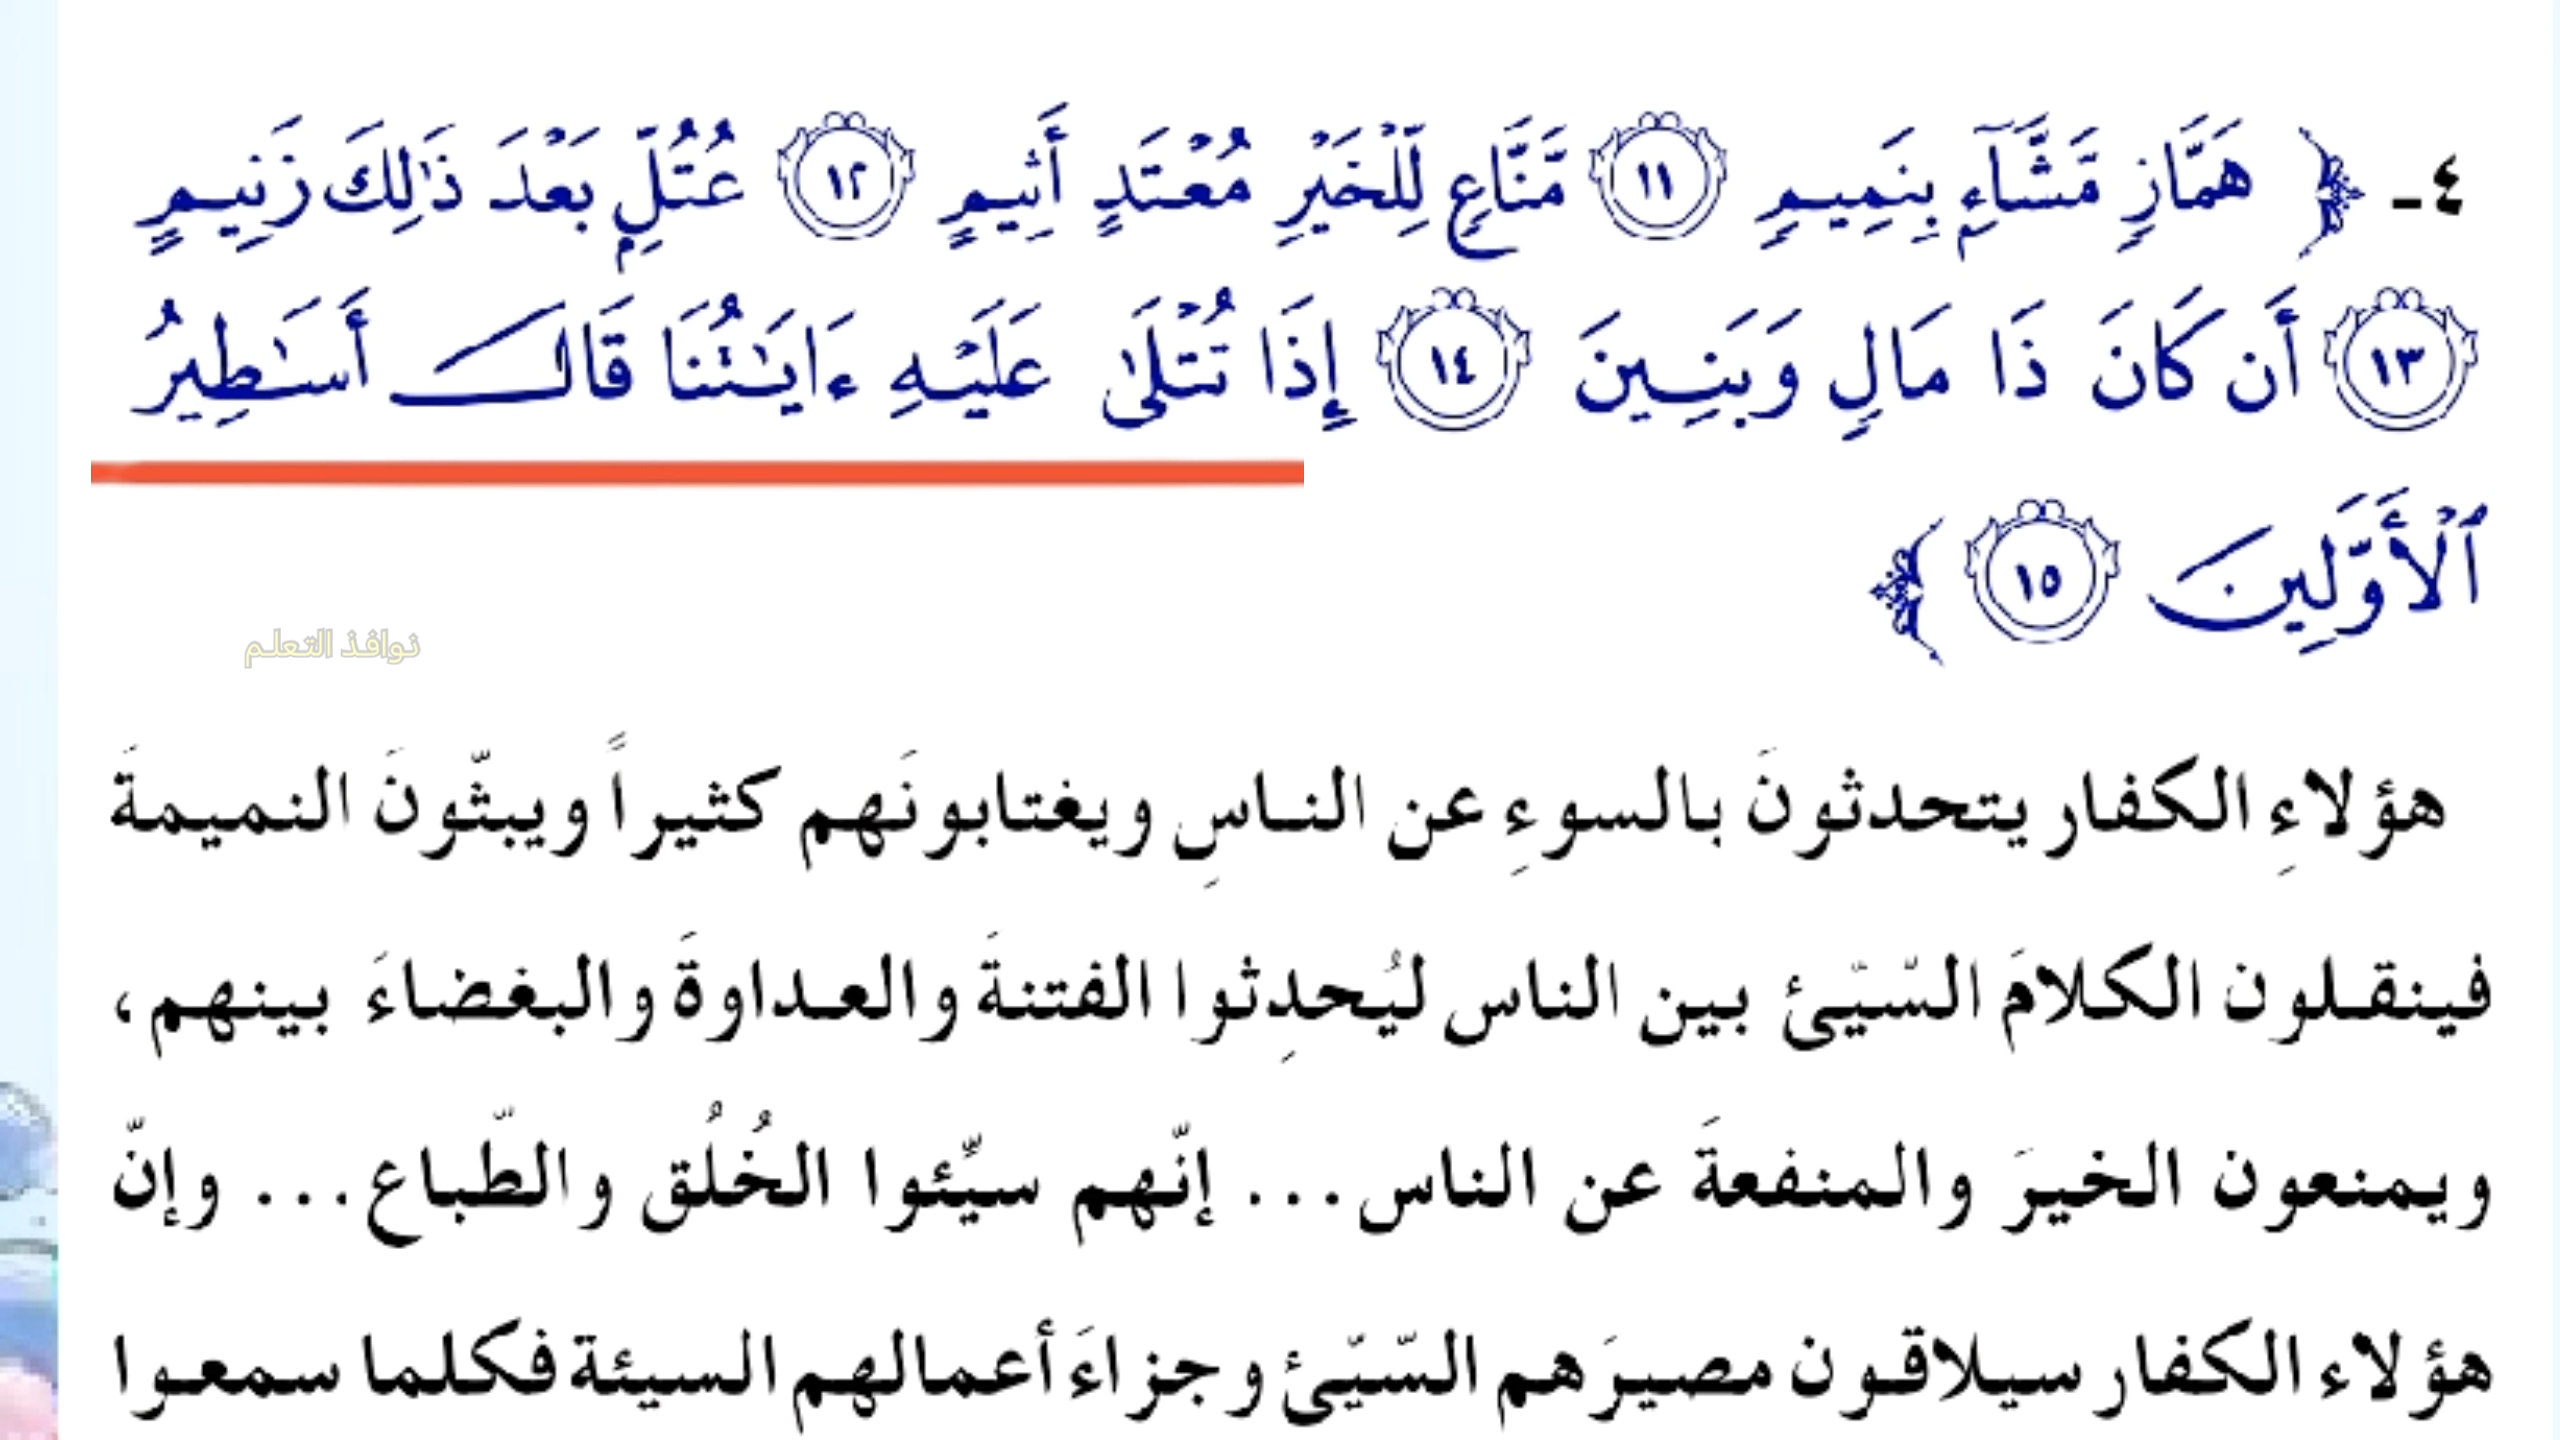 ٤- ﴿ هَمَّازٍ مَّشَّآءِۭ بِنَمِيمٍ ١١ مَّنَّاعٍ لِّلۡخَيۡرِ مُعۡتَدٍ أَثِيمٍ ١٢ عُتُلِّۭ بَعۡدَ ذَٰلِكَ زَنِيمٍ
١٣ أَن كَانَ ذَا مَالٍ وَبَنِينَ ١٤ إِذَا تُتۡلَىٰ عَلَيۡهِ ءَايَٰتُنَا قَالَ أَسَٰطِيرُ
ٱلۡأَوَّلِينَ ١٥ ﴾
نوافذ التعلم
هؤلاءِ الكفار يتحدثونَ بالسوءِ عن الناسِ ويغتابونَهم كثيراً ويبثّونَ النميمةَ
فينقلون الكلامَ السّيّئ بين الناس ليُحدِثوا الفتنةَ والعداوةَ والبغضاءَ بينهم،
ويمنعون الخيرَ والمنفعةَ عن الناس... إنّهم سيِّئوا الخُلُق والطّباع... وإنّ
هؤلاء الكفار سيلاقون مصيرَهم السّيّئ وجزاءَ أعمالهم السيئة فكلما سمعوا